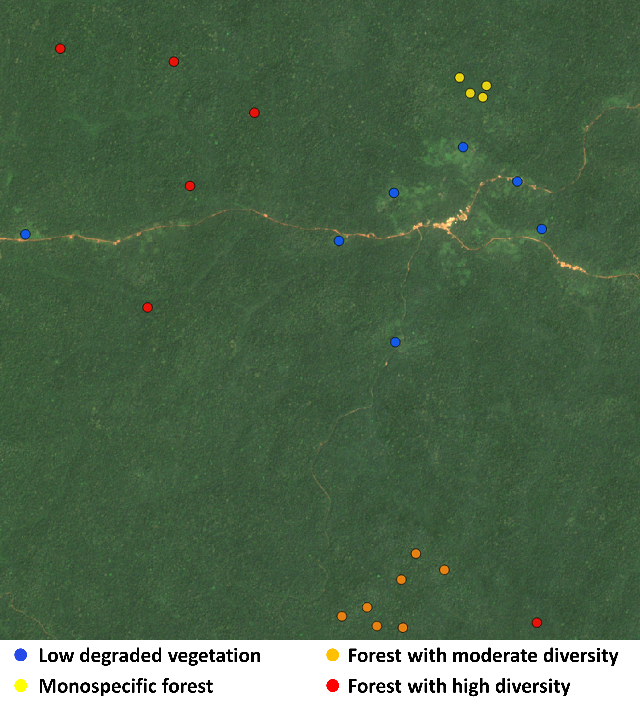 Low degraded vegetation
Forest with moderate diversity
Monospecific forest
Forest with high diversity